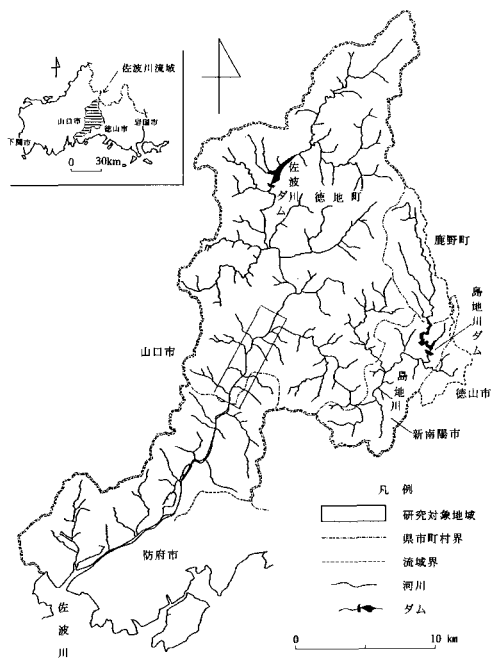 佐波川流域
山口市
徳山市
岩国市
下関市
0 30km
佐波川ダム
徳地町
鹿野町
島地川ダム
山口市
島地川
徳山市
新南陽市
防府市
佐波川
凡 例
研究対象地域
県市町村界
流域界
河川
ダム
0 10 km